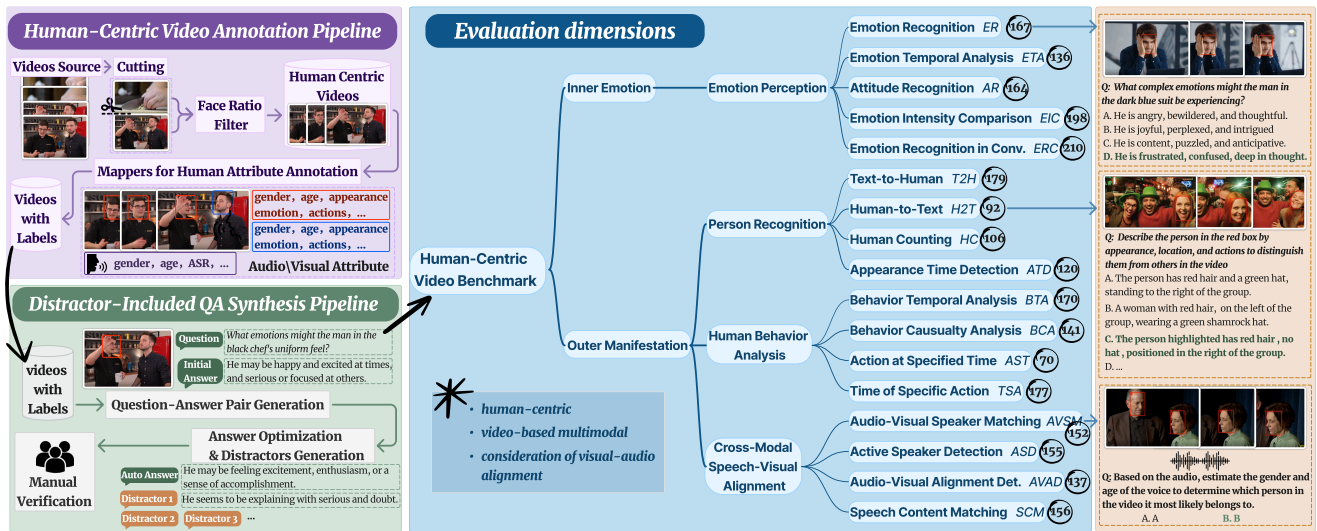 Human-Centric Video Annotation Pipeline
Videos Source
Cutting
Face Ratio
Filter
Human Centric
Videos
Mappers for Human Attribute Annotation
Videos
with
Labels
gender, age, appearance
emotion, actions, ...
gender, age, appearance
emotion, actions, ...
gender, age, ASR, ...
Audio\Visual Attribute
Distractor-Included QA Synthesis Pipeline
videos
with
Labels
Question
What emotions might the man in the
black chef's uniform feel?
Initial
Answer
He may be happy and excited at times,
and serious or focused at others.
Question-Answer Pair Generation
Answer Optimization
& Distractors Generation
Manual
Verification
Auto Answer
He may be feeling excitement, enthusiasm, or a
sense of accomplishment.
Distractor 1
He seems to be explaining with serious and doubt.
Distractor 2
Distractor 3
...
Evaluation dimensions
Human-Centric
Video Benchmark
Inner Emotion
Emotion Perception
Emotion Recognition ER 167
Emotion Temporal Analysis ETA 136
Attitude Recognition AR 164
Emotion Intensity Comparison EIC 198
Emotion Recognition in Conv. ERC 210
Outer Manifestation
Person Recognition
Text-to-Human T2H 179
Human-to-Text H2T 92
Human Counting HC 106
Appearance Time Detection ATD 120
Human Behavior
Analysis
Behavior Temporal Analysis BTA 170
Behavior Causualty Analysis BCA 141
Action at Specified Time AST 70
Time of Specific Action TSA 177
Cross-Modal
Speech-Visual
Alignment
Audio-Visual Speaker Matching AVSM
152
Active Speaker Detection ASD 155
Audio-Visual Alignment Det. AVAD 137
Speech Content Matching SCM 156
• human-centric
• video-based multimodal
• consideration of visual-audio
alignment
Q: What complex emotions might the man in
the dark blue suit be experiencing?
A. He is angry, bewildered, and thoughtful.
B. He is joyful, perplexed, and intrigued
C. He is content, puzzled, and anticipative.
D. He is frustrated, confused, deep in thought.
Q: Describe the person in the red box by
appearance, location, and actions to distinguish
them from others in the video
A. The person has red hair and a green hat,
standing to the right of the group.
B. A woman with red hair, on the left of the
group, wearing a green shamrock hat.
C. The person highlighted has red hair , no
hat , positioned in the right of the group.
D. ...
Q: Based on the audio, estimate the gender and
age of the voice to determine which person in
the video it most likely belongs to.
A. A
B. B